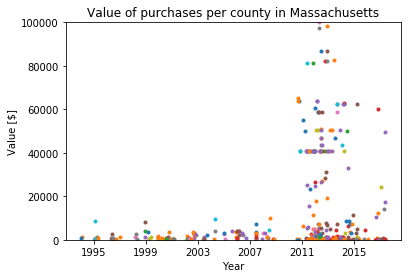 Value of purchases per county in Massachusetts
100000
80000
60000
40000
20000
0
Value [$]
1995 1999 2003 2007 2011 2015
Year